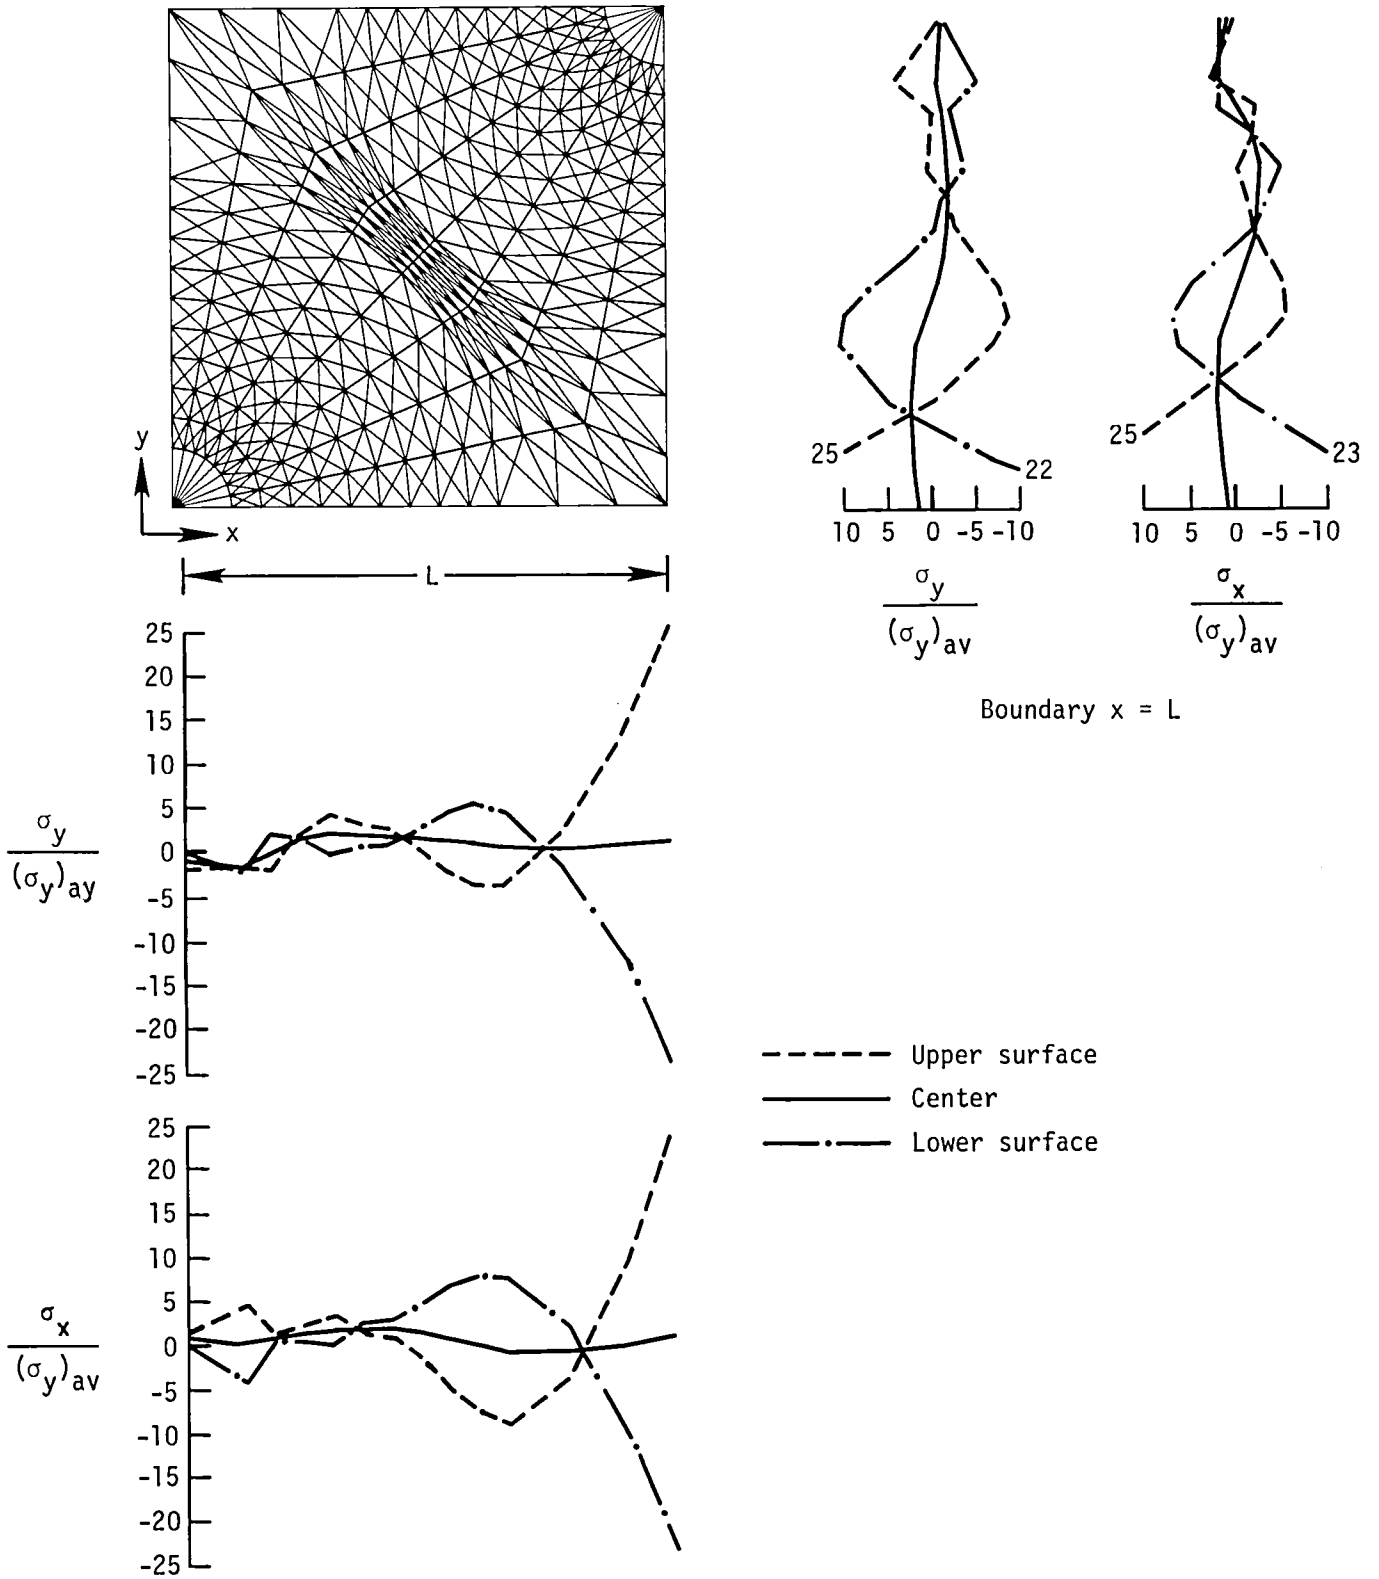 y
x
L
25
22
10 5 0 -5 -10
σy
(σy)av
25
23
10 5 0 -5 -10
σx
(σy)av
Boundary x = L
25
20
15
10
5
0
-5
-10
-15
-20
-25
σy
(σy)ay
Upper surface
Center
Lower surface
25
20
15
10
5
0
-5
-10
-15
-20
-25
σx
(σy)av